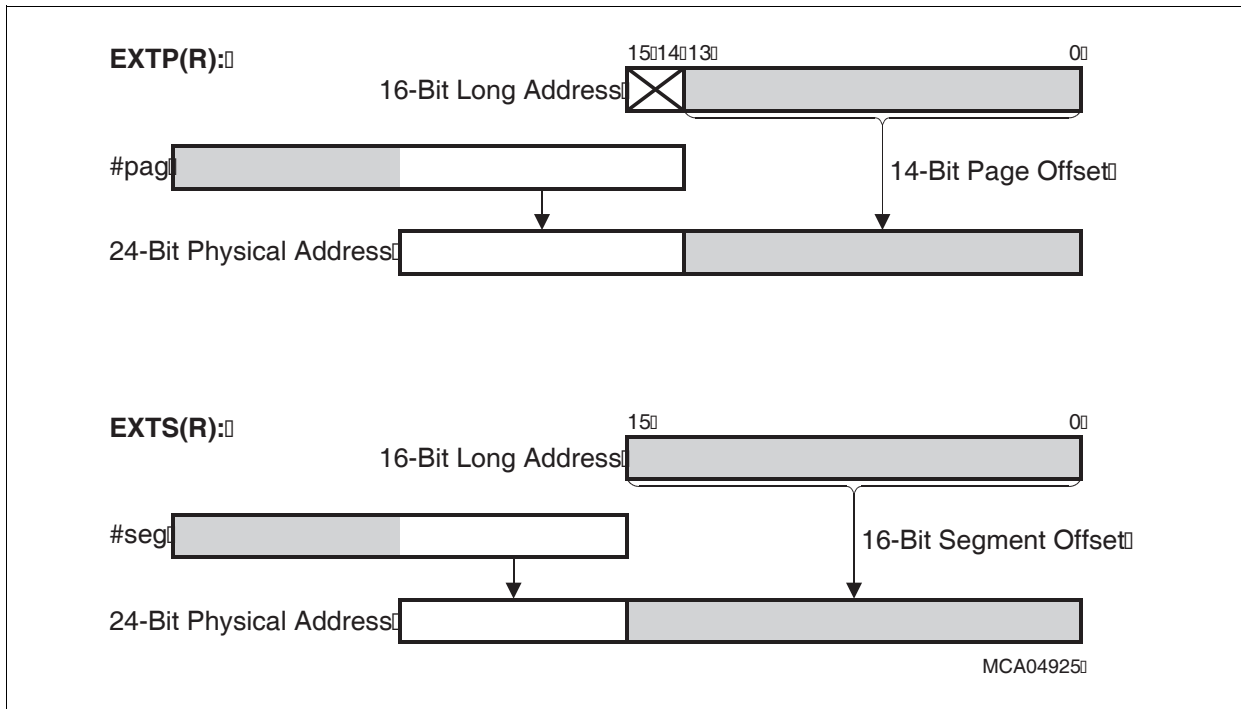 EXTP(R):
15 14 13 0
16-Bit Long Address
#pag
14-Bit Page Offset
24-Bit Physical Address
EXTS(R):
15 0
16-Bit Long Address
#seg
16-Bit Segment Offset
24-Bit Physical Address
MCA04925